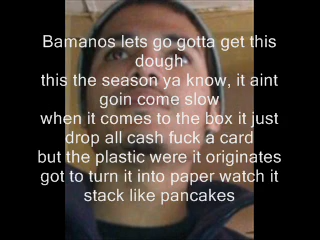 Bamanos lets go gotta get this
dough
this the season ya know, it aint
goin come slow
when it comes to the box it just
drop all cash fuck a card
but the plastic were it originates
got to turn it into paper watch it
stack like pancakes